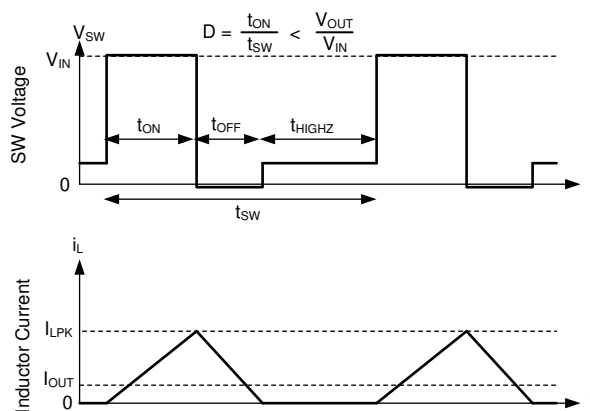 V_SW
D = t_ON / t_SW < V_OUT / V_IN
V_IN
SW Voltage
t_ON
t_OFF
t_HIGHZ
0
t_SW
i_L
Inductor Current
I_LPK
I_OUT
0